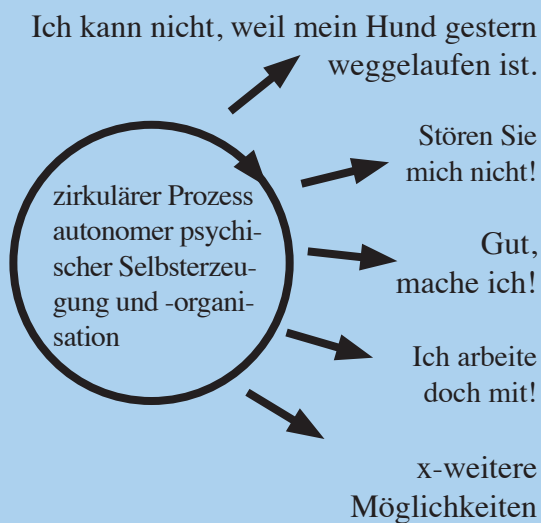 Ich kann nicht, weil mein Hund gestern
weggelaufen ist.
Stören Sie
mich nicht!
zirkulärer Prozess
autonomer psychi-
scher Selbsterzeu-
gung und -organi-
sation
Gut,
mache ich!
Ich arbeite
doch mit!
x-weitere
Möglichkeiten